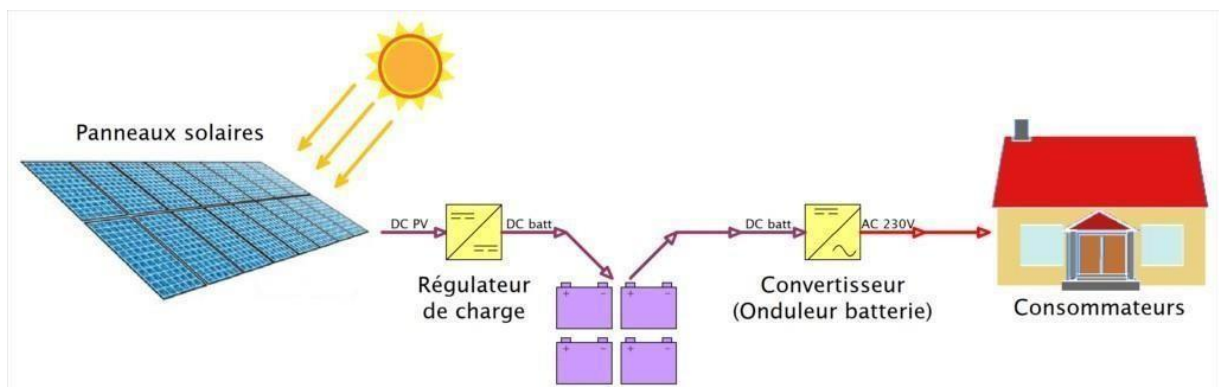 Panneaux solaires
DC PV
DC batt
DC batt
AC 230V
Régulateur
de charge
Convertisseur
(Onduleur batterie)
Consommateurs
+ -
+ -
+ -
+ -